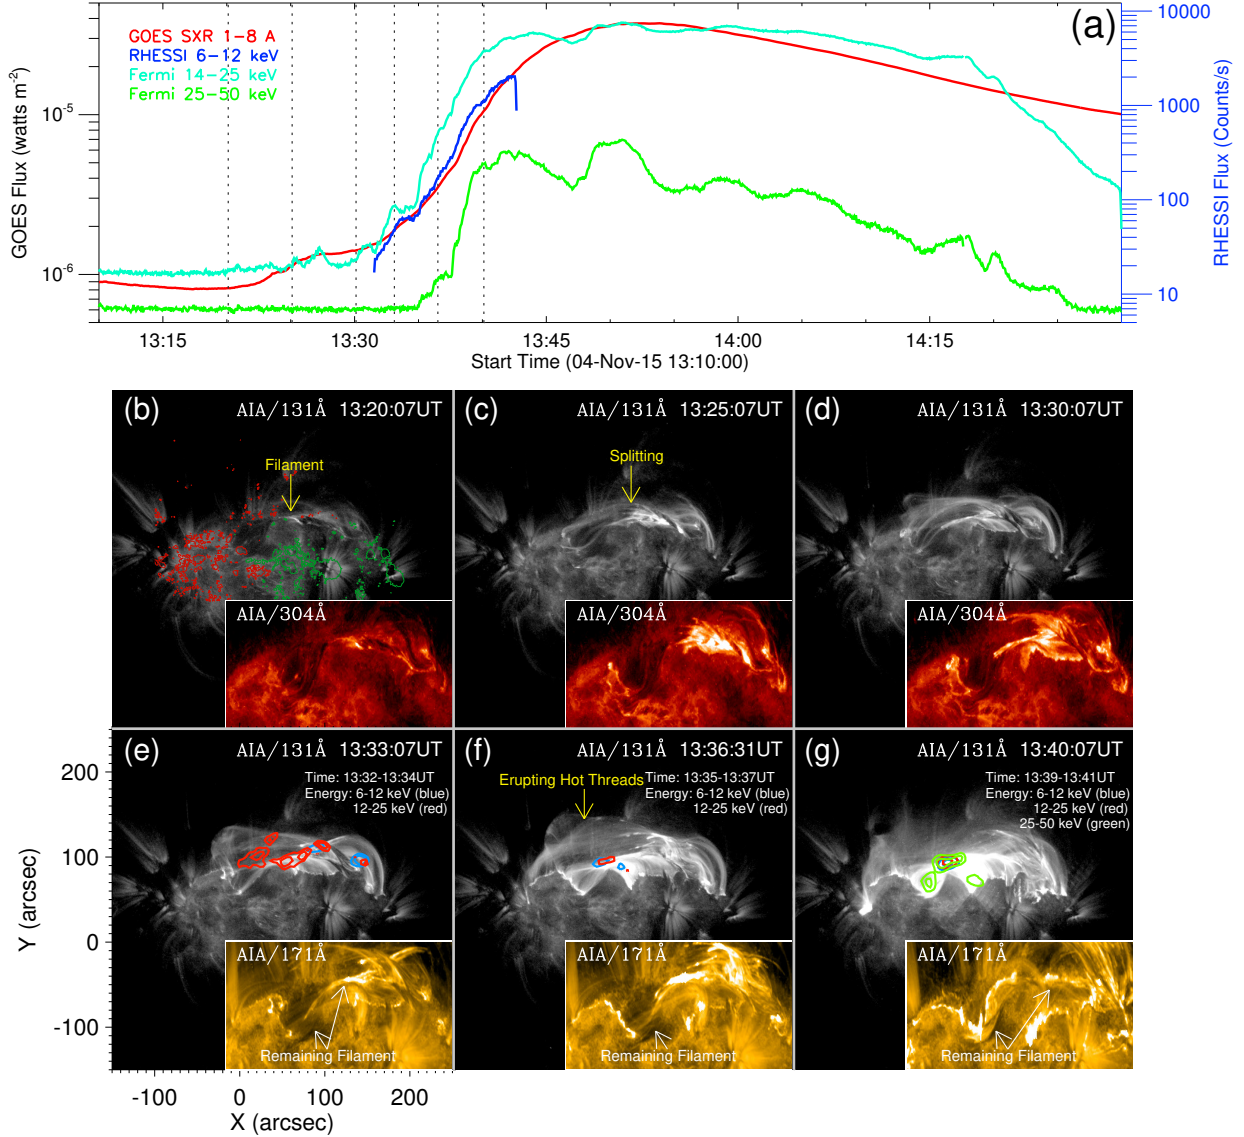 (a)
GOES SXR 1-8 A
RHESSI 6-12 keV
Fermi 14-25 keV
Fermi 25-50 keV
GOES Flux (watts m-2)
10-5
10-6
RHESSI Flux (Counts/s)
10000
1000
100
10
13:15 13:30 13:45 14:00 14:15
Start Time (04-Nov-15 13:10:00)
(b) AIA/131Å 13:20:07UT
Filament
AIA/304Å
(c) AIA/131Å 13:25:07UT
Splitting
AIA/304Å
(d) AIA/131Å 13:30:07UT
AIA/304Å
(e) AIA/131Å 13:33:07UT
Time: 13:32-13:34UT
Energy: 6-12 keV (blue)
12-25 keV (red)
AIA/171Å
Remaining Filament
(f) AIA/131Å 13:36:31UT
Erupting Hot Threads
Time: 13:35-13:37UT
Energy: 6-12 keV (blue)
12-25 keV (red)
AIA/171Å
Remaining Filament
(g) AIA/131Å 13:40:07UT
Time: 13:39-13:41UT
Energy: 6-12 keV (blue)
12-25 keV (red)
25-50 keV (green)
AIA/171Å
Remaining Filament
Y (arcsec)
200
100
0
-100
-100 0 100 200
X (arcsec)